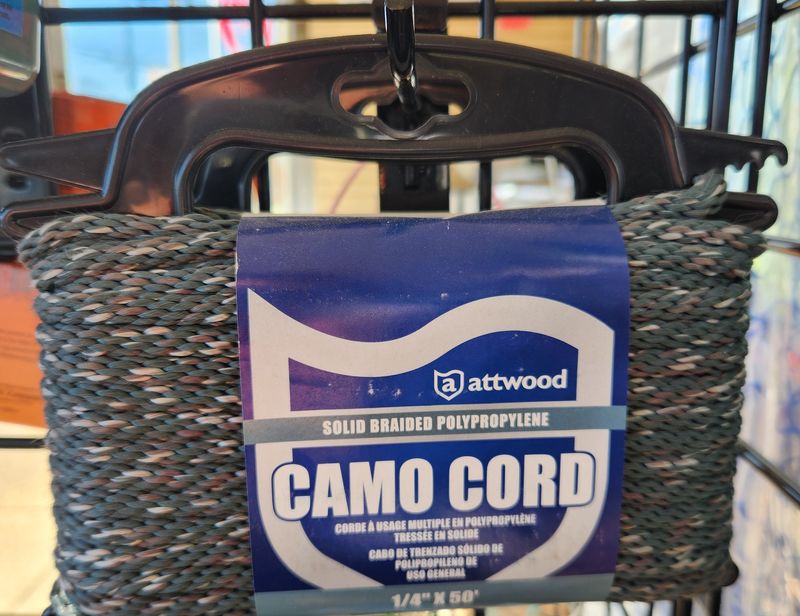 a attwood
SOLID BRAIDED POLYPROPYLENE
CAMO CORD
CORDE À USAGE MULTIPLE EN POLYPROPYLÈNE
TRESSÉE EN SOLIDE
CABO DE TRENZADO SÓLIDO DE
POLIPROPILENO DE
USO GENERAL
1/4" X 50'